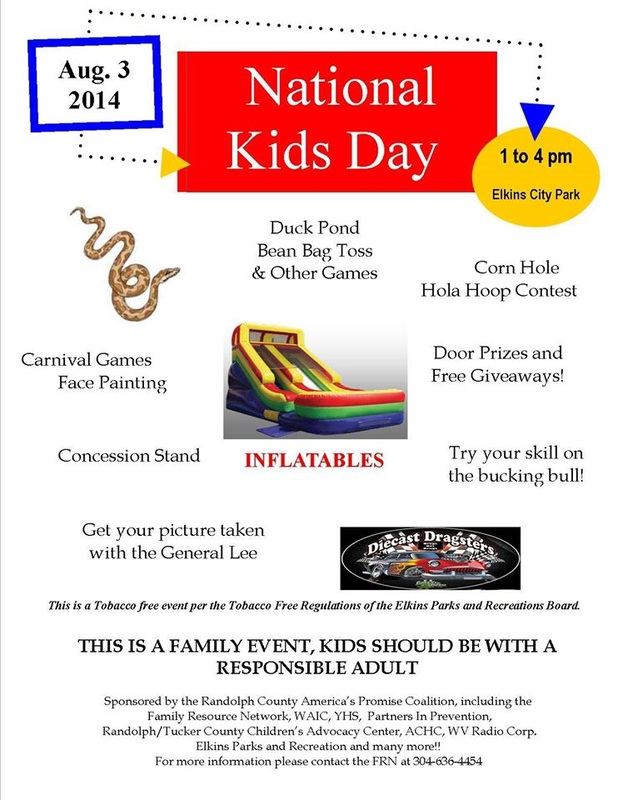 Aug. 3
2014
National
Kids Day
1 to 4 pm
Elkins City Park
Duck Pond
Bean Bag Toss
& Other Games
Corn Hole
Hola Hoop Contest
Carnival Games
Face Painting
Door Prizes and
Free Giveaways!
Concession Stand
INFLATABLES
Try your skill on
the bucking bull!
Get your picture taken
with the General Lee
Diecast Dragsters
This is a Tobacco free event per the Tobacco Free Regulations of the Elkins Parks and Recreations Board.
THIS IS A FAMILY EVENT, KIDS SHOULD BE WITH A
RESPONSIBLE ADULT
Sponsored by the Randolph County America's Promise Coalition, including the
Family Resource Network, WAIC, YHS, Partners In Prevention,
Randolph/Tucker County Children's Advocacy Center, ACHC, WV Radio Corp.
Elkins Parks and Recreation and many more!!
For more information please contact the FRN at 304-636-4454